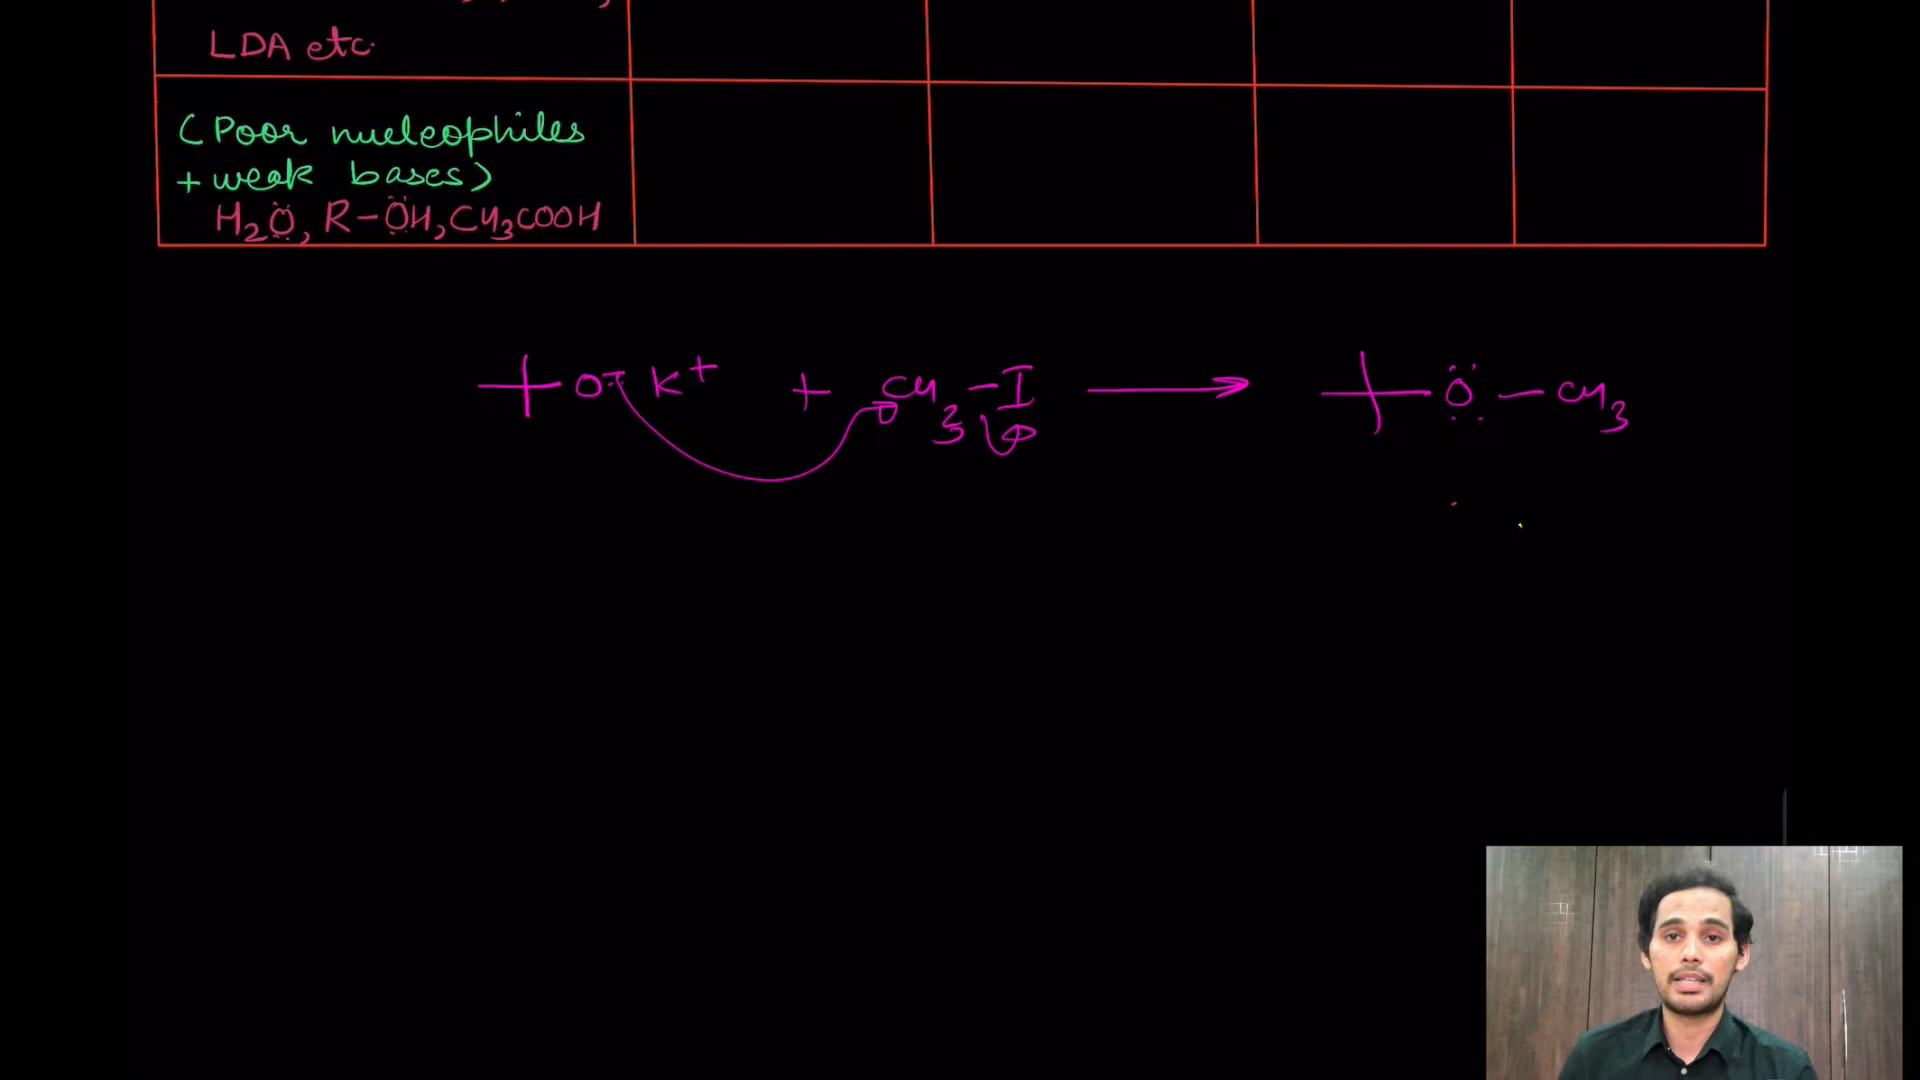 LDA etc.
(Poor nucleophiles
+ weak bases)
H₂Ö, R-ÖH, CH₃COOH
O⁻ K⁺ + CH₃-I → Ö-CH₃